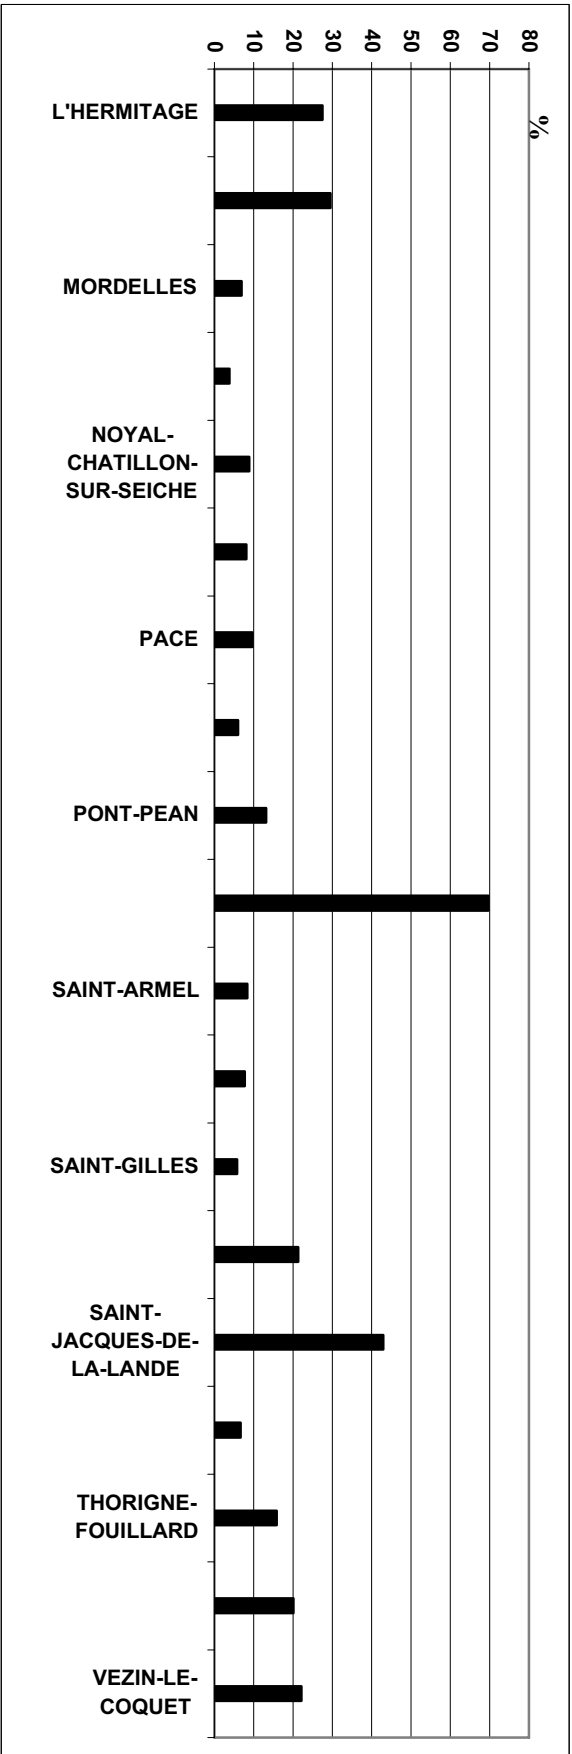 0
10
20
30
40
50
60
70
80
%
L'HERMITAGE
MORDELLES
NOYAL-
CHATILLON-
SUR-SEICHE
PACE
PONT-PEAN
SAINT-ARMEL
SAINT-GILLES
SAINT-
JACQUES-DE-
LA-LANDE
THORIGNE-
FOUILLARD
VEZIN-LE-
COQUET